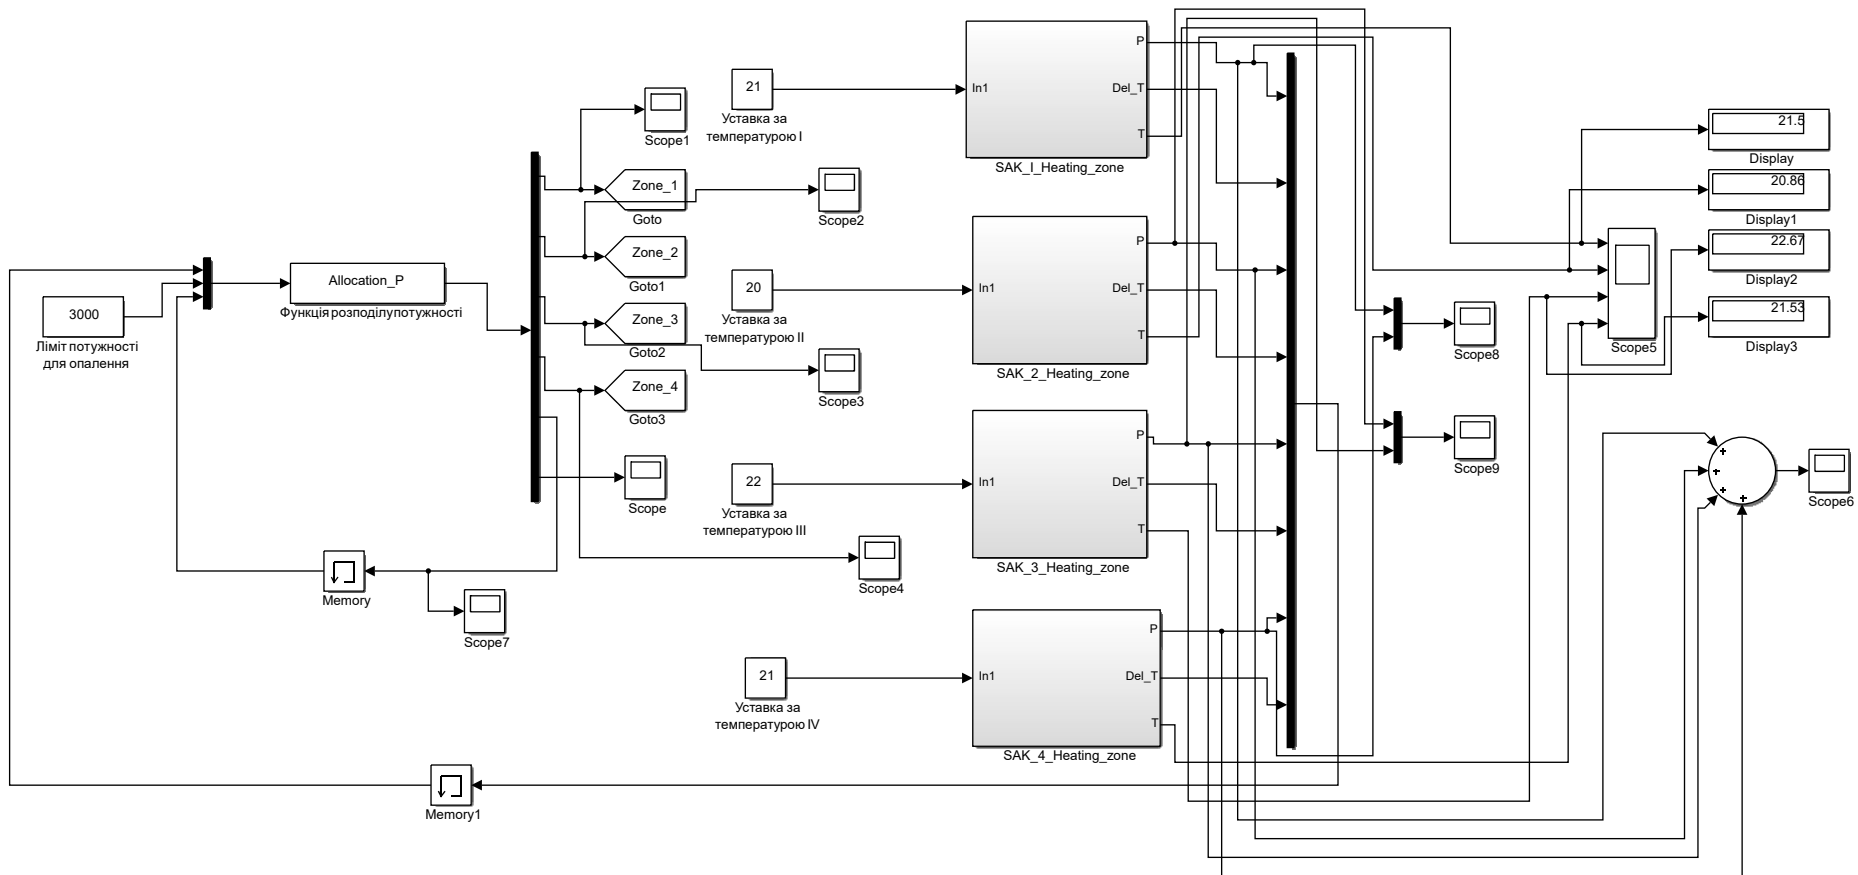 3000
Ліміт потужності
для опалення
Allocation_P
Функція розподілу потужності
Memory
Scope7
Memory1
Scope1
Zone_1
Goto
Scope2
Zone_2
Goto1
Zone_3
Goto2
Scope3
Zone_4
Goto3
Scope
Scope4
21
Уставка за
температурою I
20
Уставка за
температурою II
22
Уставка за
температурою III
21
Уставка за
температурою IV
In1
P
Del_T
T
SAK_I_Heating_zone
In1
P
Del_T
T
SAK_2_Heating_zone
In1
P
Del_T
T
SAK_3_Heating_zone
In1
P
Del_T
T
SAK_4_Heating_zone
Scope8
Scope9
Scope5
21.5
Display
20.86
Display1
22.67
Display2
21.53
Display3
+
+
+
+
Scope6